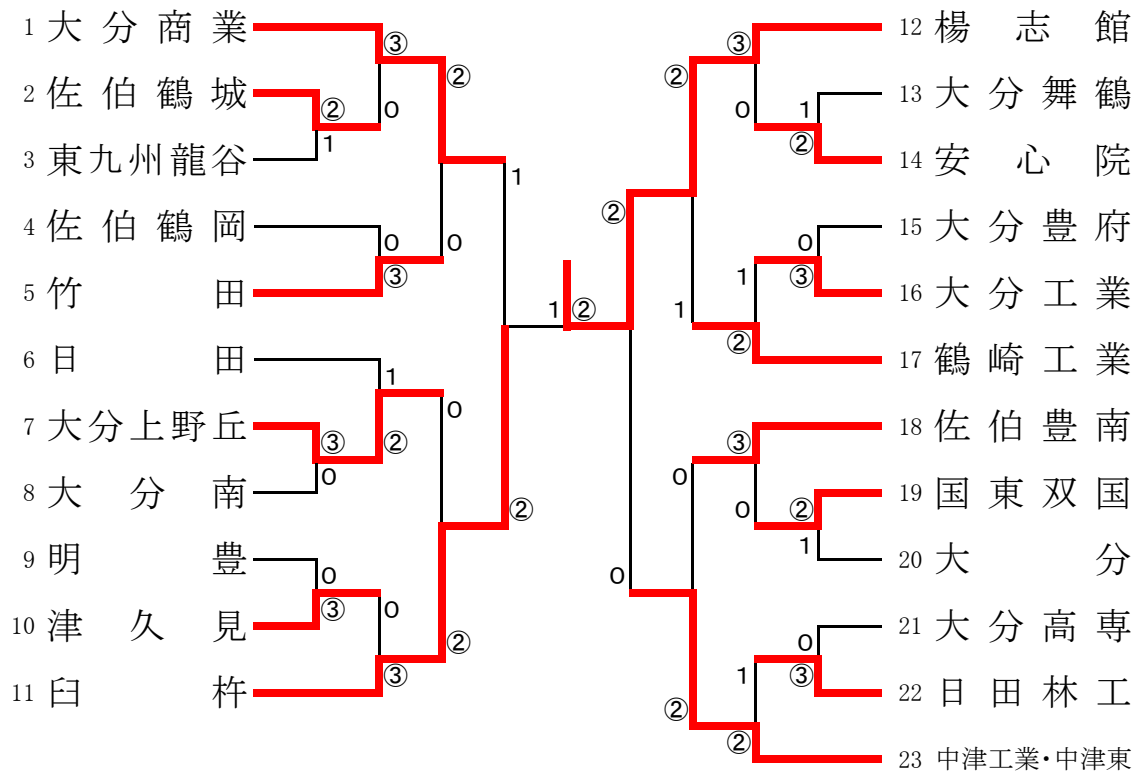 1 大分商業
2 佐伯鶴城
3 東九州龍谷
4 佐伯鶴岡
5 竹田
6 日田
7 大分上野丘
8 大分南
9 明豊
10 津久見
11 臼杵
③
②
②
0
1
1
0
0
③
1
0
③
②
0
②
0
0
③
②
③
1
②
③
②
1
0
②
②
0
1
③
1
②
③
0
②
0
1
0
0
1
③
②
②
12 楊志館
13 大分舞鶴
14 安心院
15 大分豊府
16 大分工業
17 鶴崎工業
18 佐伯豊南
19 国東双国
20 大分
21 大分高専
22 日田林工
23 中津工業・中津東